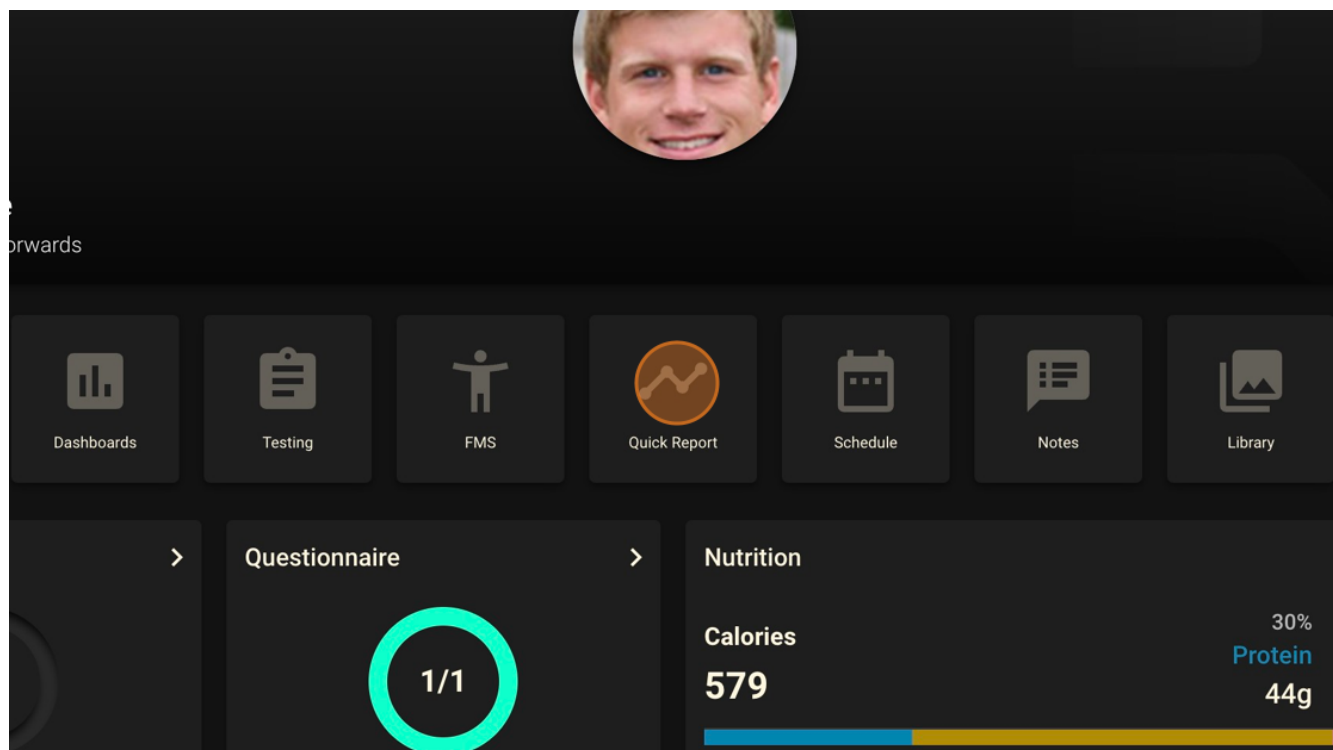 orwards
Dashboards
Testing
FMS
Quick Report
Schedule
Notes
Library
Questionnaire
Nutrition
1/1
Calories
579
30%
Protein
44g